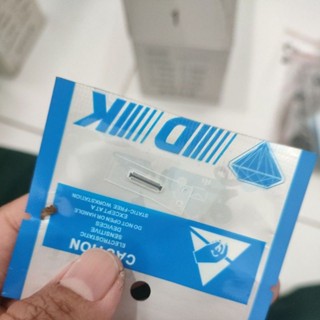 DK
CAUTION
ELECTROSTATIC
SENSITIVE
DEVICES
DO NOT OPEN OR HANDLE
EXCEPT AT A
STATIC-FREE WORKSTATION